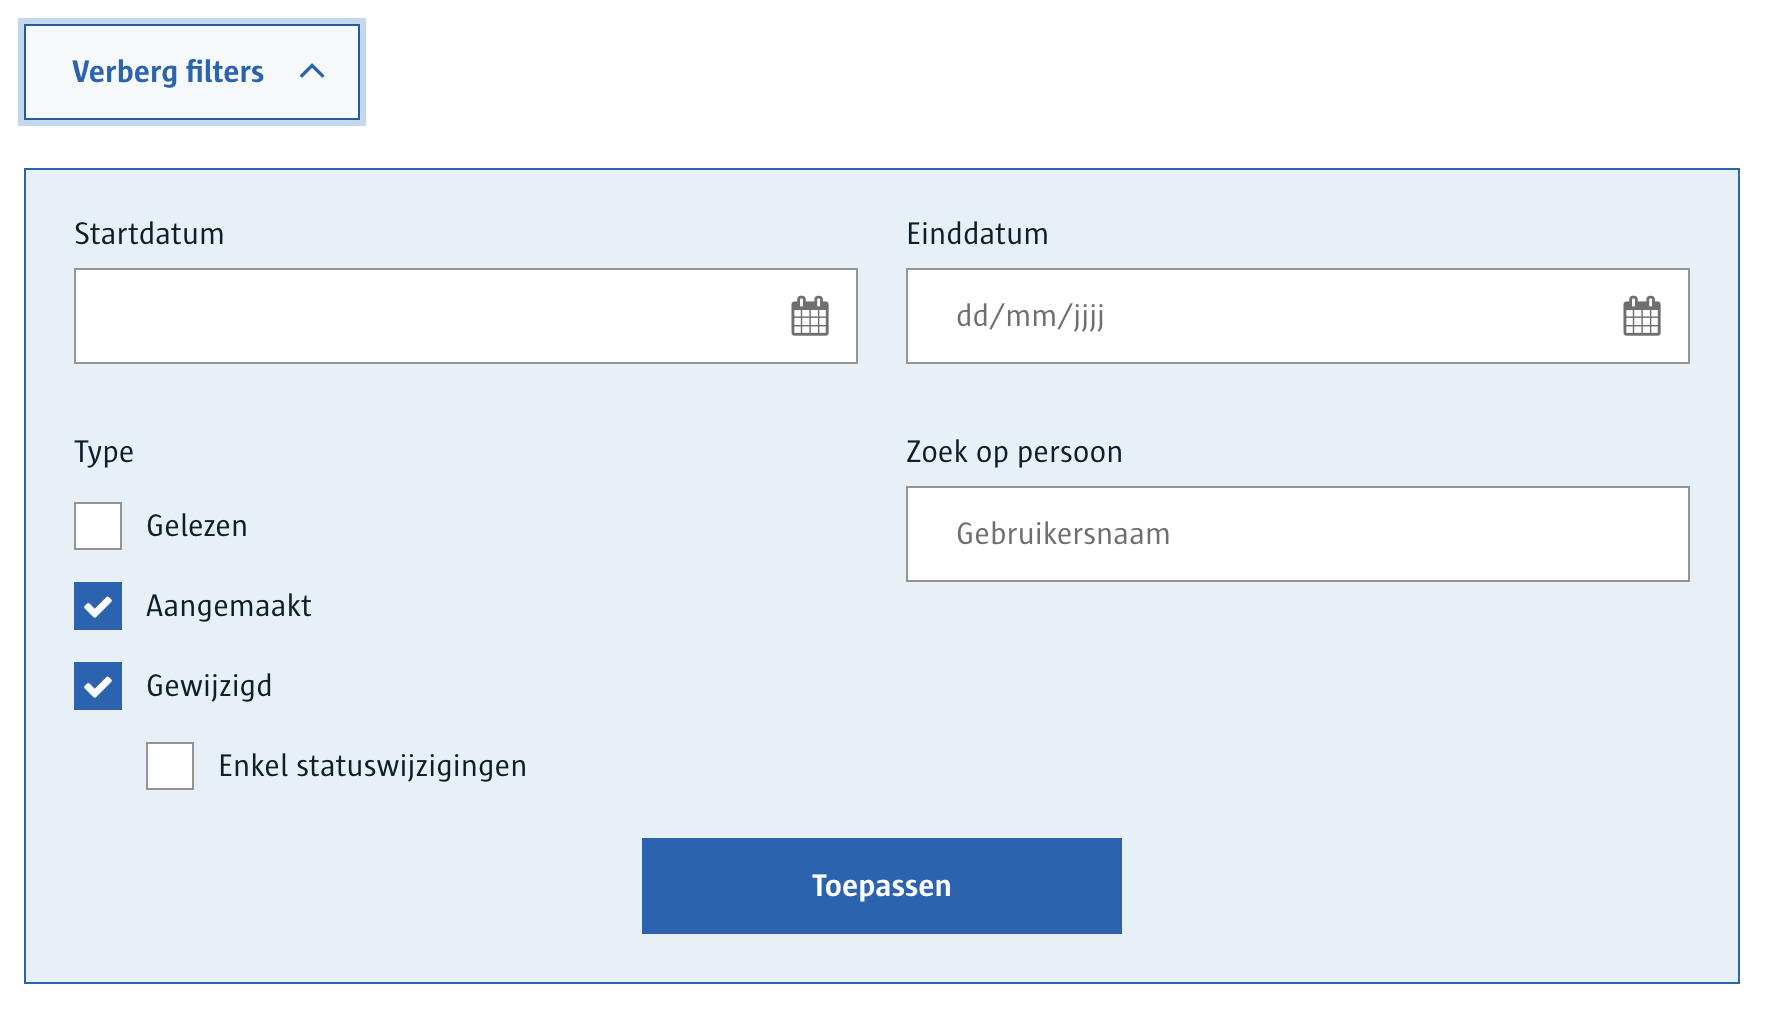 Verberg filters
Startdatum
Einddatum
dd/mm/jjjj
Type
Zoek op persoon
Gelezen
Gebruikersnaam
Aangemaakt
Gewijzigd
Enkel statuswijzigingen
Toepassen